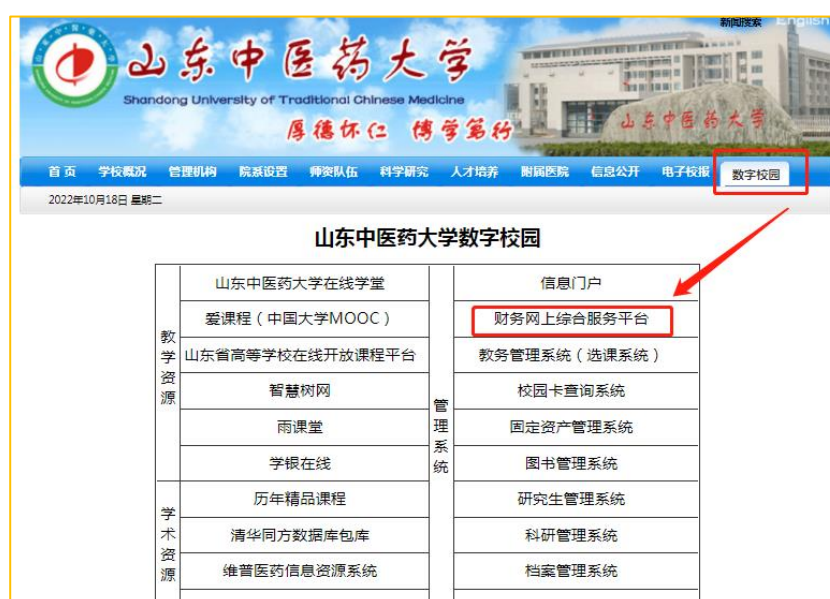 新闻搜索 English
山东中医药大学
Shandong University of Traditional Chinese Medicine
厚德怀仁 博学笃行
山东中医药大学
首页 学校概况 管理机构 院系设置 师资队伍 科学研究 人才培养 附属医院 信息公开 电子校报 数字校园
2022年10月18日 星期二
山东中医药大学数字校园
教学资源
山东中医药大学在线学堂
爱课程(中国大学MOOC)
山东省高等学校在线开放课程平台
智慧树网
雨课堂
学银在线
学术资源
历年精品课程
清华同方数据库包库
维普医药信息资源系统
管理系统
信息门户
财务网上综合服务平台
教务管理系统(选课系统)
校园卡查询系统
固定资产管理系统
图书管理系统
研究生管理系统
科研管理系统
档案管理系统